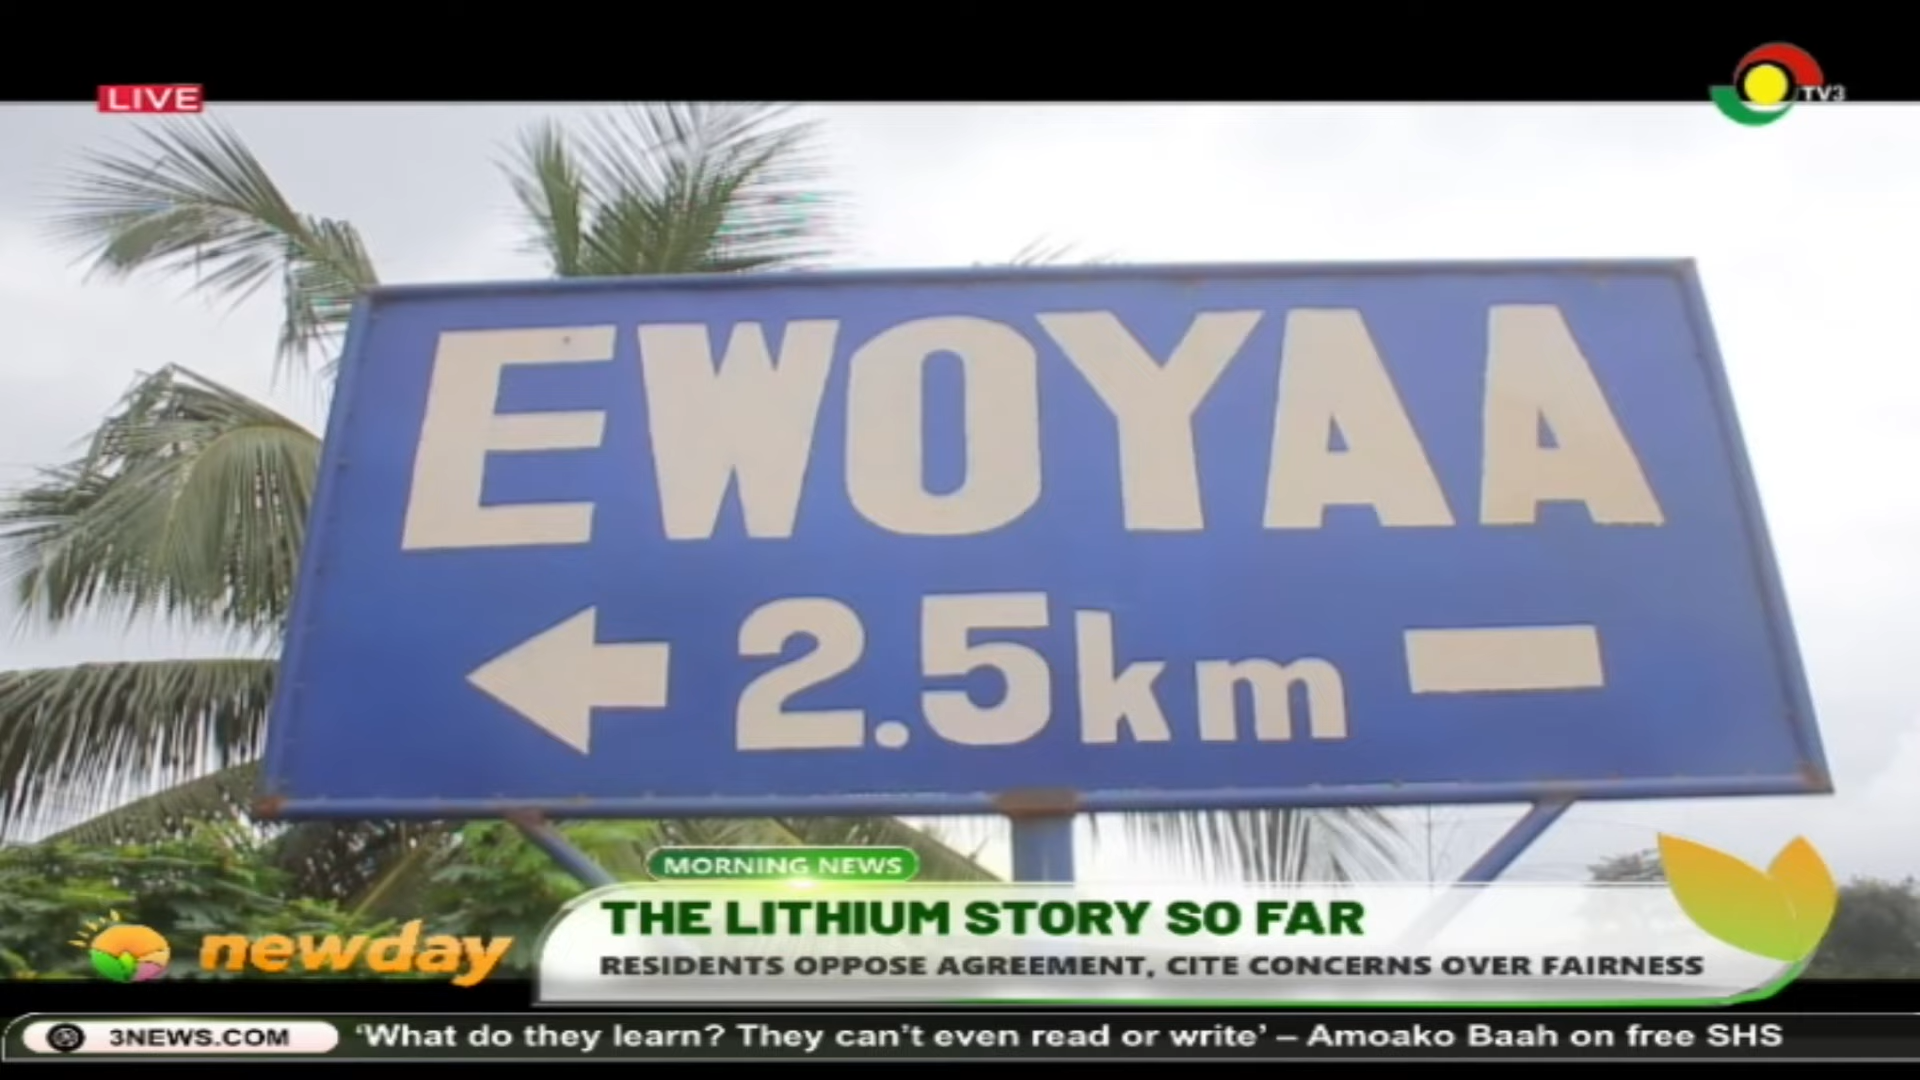 LIVE
TV3
EWOYAA
2.5km
MORNING NEWS
THE LITHIUM STORY SO FAR
newday
RESIDENTS OPPOSE AGREEMENT, CITE CONCERNS OVER FAIRNESS
3NEWS.COM
‘What do they learn? They can’t even read or write’ – Amoako Baah on free SHS